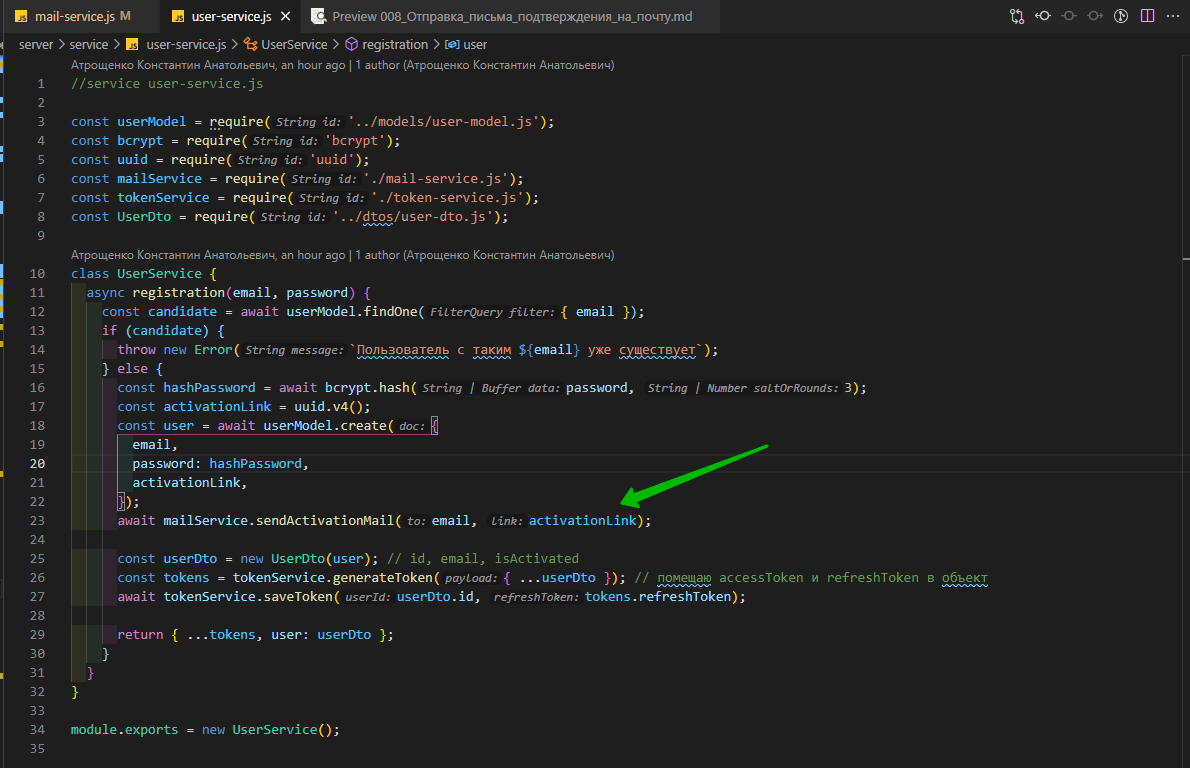 mail-service.js M user-service.js Preview 008_Отправка_письма_подтверждения_на_почту.md
server > service > user-service.js > UserService > registration > user
Атрощенко Константин Анатольевич, an hour ago | 1 author (Атрощенко Константин Анатольевич)
1 //service user-service.js
2
3 const userModel = require( String id: '../models/user-model.js');
4 const bcrypt = require( String id: 'bcrypt');
5 const uuid = require( String id: 'uuid');
6 const mailService = require( String id: './mail-service.js');
7 const tokenService = require( String id: './token-service.js');
8 const UserDto = require( String id: '../dtos/user-dto.js');
9
Атрощенко Константин Анатольевич, an hour ago | 1 author (Атрощенко Константин Анатольевич)
10 class UserService {
11 async registration(email, password) {
12 const candidate = await userModel.findOne( FilterQuery filter: { email });
13 if (candidate) {
14 throw new Error( String message: `Пользователь с таким ${email} уже существует`);
15 } else {
16 const hashPassword = await bcrypt.hash( String | Buffer data: password, String | Number saltOrRounds: 3);
17 const activationLink = uuid.v4();
18 const user = await userModel.create( doc: {
19 email,
20 password: hashPassword,
21 activationLink,
22 });
23 await mailService.sendActivationMail( to: email, link: activationLink);
24
25 const userDto = new UserDto(user); // id, email, isActivated
26 const tokens = tokenService.generateToken( payload: { ...userDto }); // помещаю accessToken и refreshToken в объект
27 await tokenService.saveToken( userId: userDto.id, refreshToken: tokens.refreshToken);
28
29 return { ...tokens, user: userDto };
30 }
31 }
32 }
33
34 module.exports = new UserService();
35